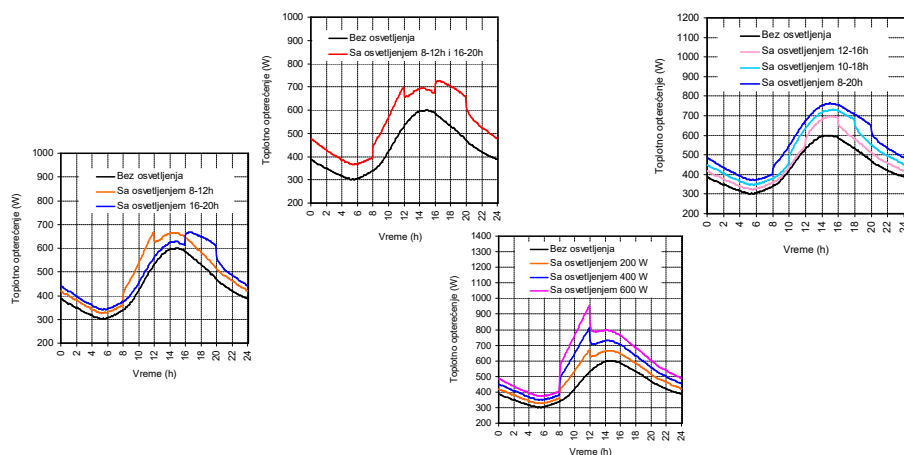 1000
900
800
700
600
500
400
300
200
Toplotno opterećenje (W)
Bez osvetljenja
Sa osvetljenjem 8-12h i 16-20h
0 2 4 6 8 10 12 14 16 18 20 22 24
Vreme (h)
1200
1100
1000
900
800
700
600
500
400
300
200
Toplotno opterećenje (W)
Bez osvetljenja
Sa osvetljenjem 12-16h
Sa osvetljenjem 10-18h
Sa osvetljenjem 8-20h
0 2 4 6 8 10 12 14 16 18 20 22 24
Vreme (h)
1000
900
800
700
600
500
400
300
200
Toplotno opterećenje (W)
Bez osvetljenja
Sa osvetljenjem 8-12h
Sa osvetljenjem 16-20h
0 2 4 6 8 10 12 14 16 18 20 22 24
Vreme (h)
1400
1300
1200
1100
1000
900
800
700
600
500
400
300
200
Toplotno opterećenje (W)
Bez osvetljenja
Sa osvetljenjem 200 W
Sa osvetljenjem 400 W
Sa osvetljenjem 600 W
0 2 4 6 8 10 12 14 16 18 20 22 24
Vreme (h)